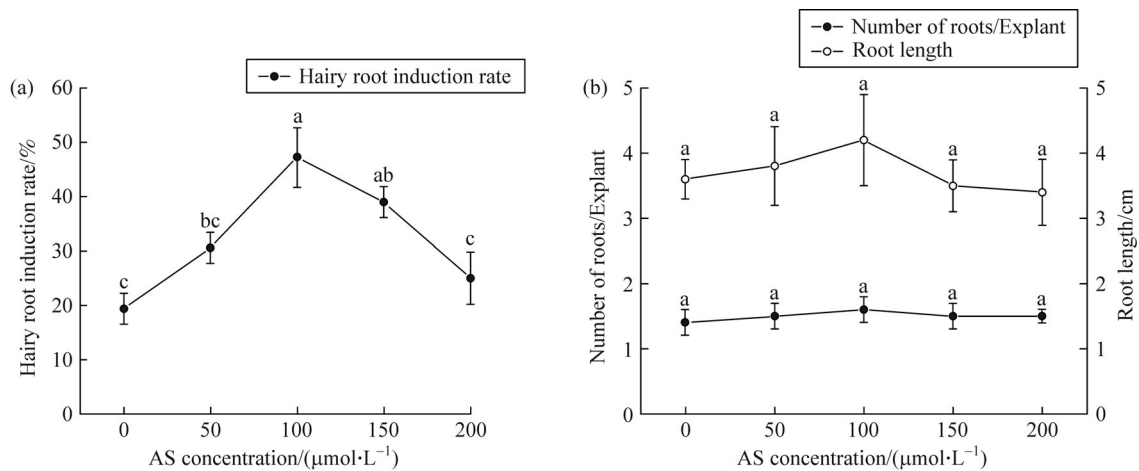 (a)
Hairy root induction rate
Hairy root induction rate/%
60
50
40
30
20
10
0
c
bc
a
ab
c
0 50 100 150 200
AS concentration/(μmol·L⁻¹)
Number of roots/Explant
Root length
(b)
Number of roots/Explant
5
4
3
2
1
0
a a a a a
a a a a a
5
4
3
2
1
0
Root length/cm
0 50 100 150 200
AS concentration/(μmol·L⁻¹)